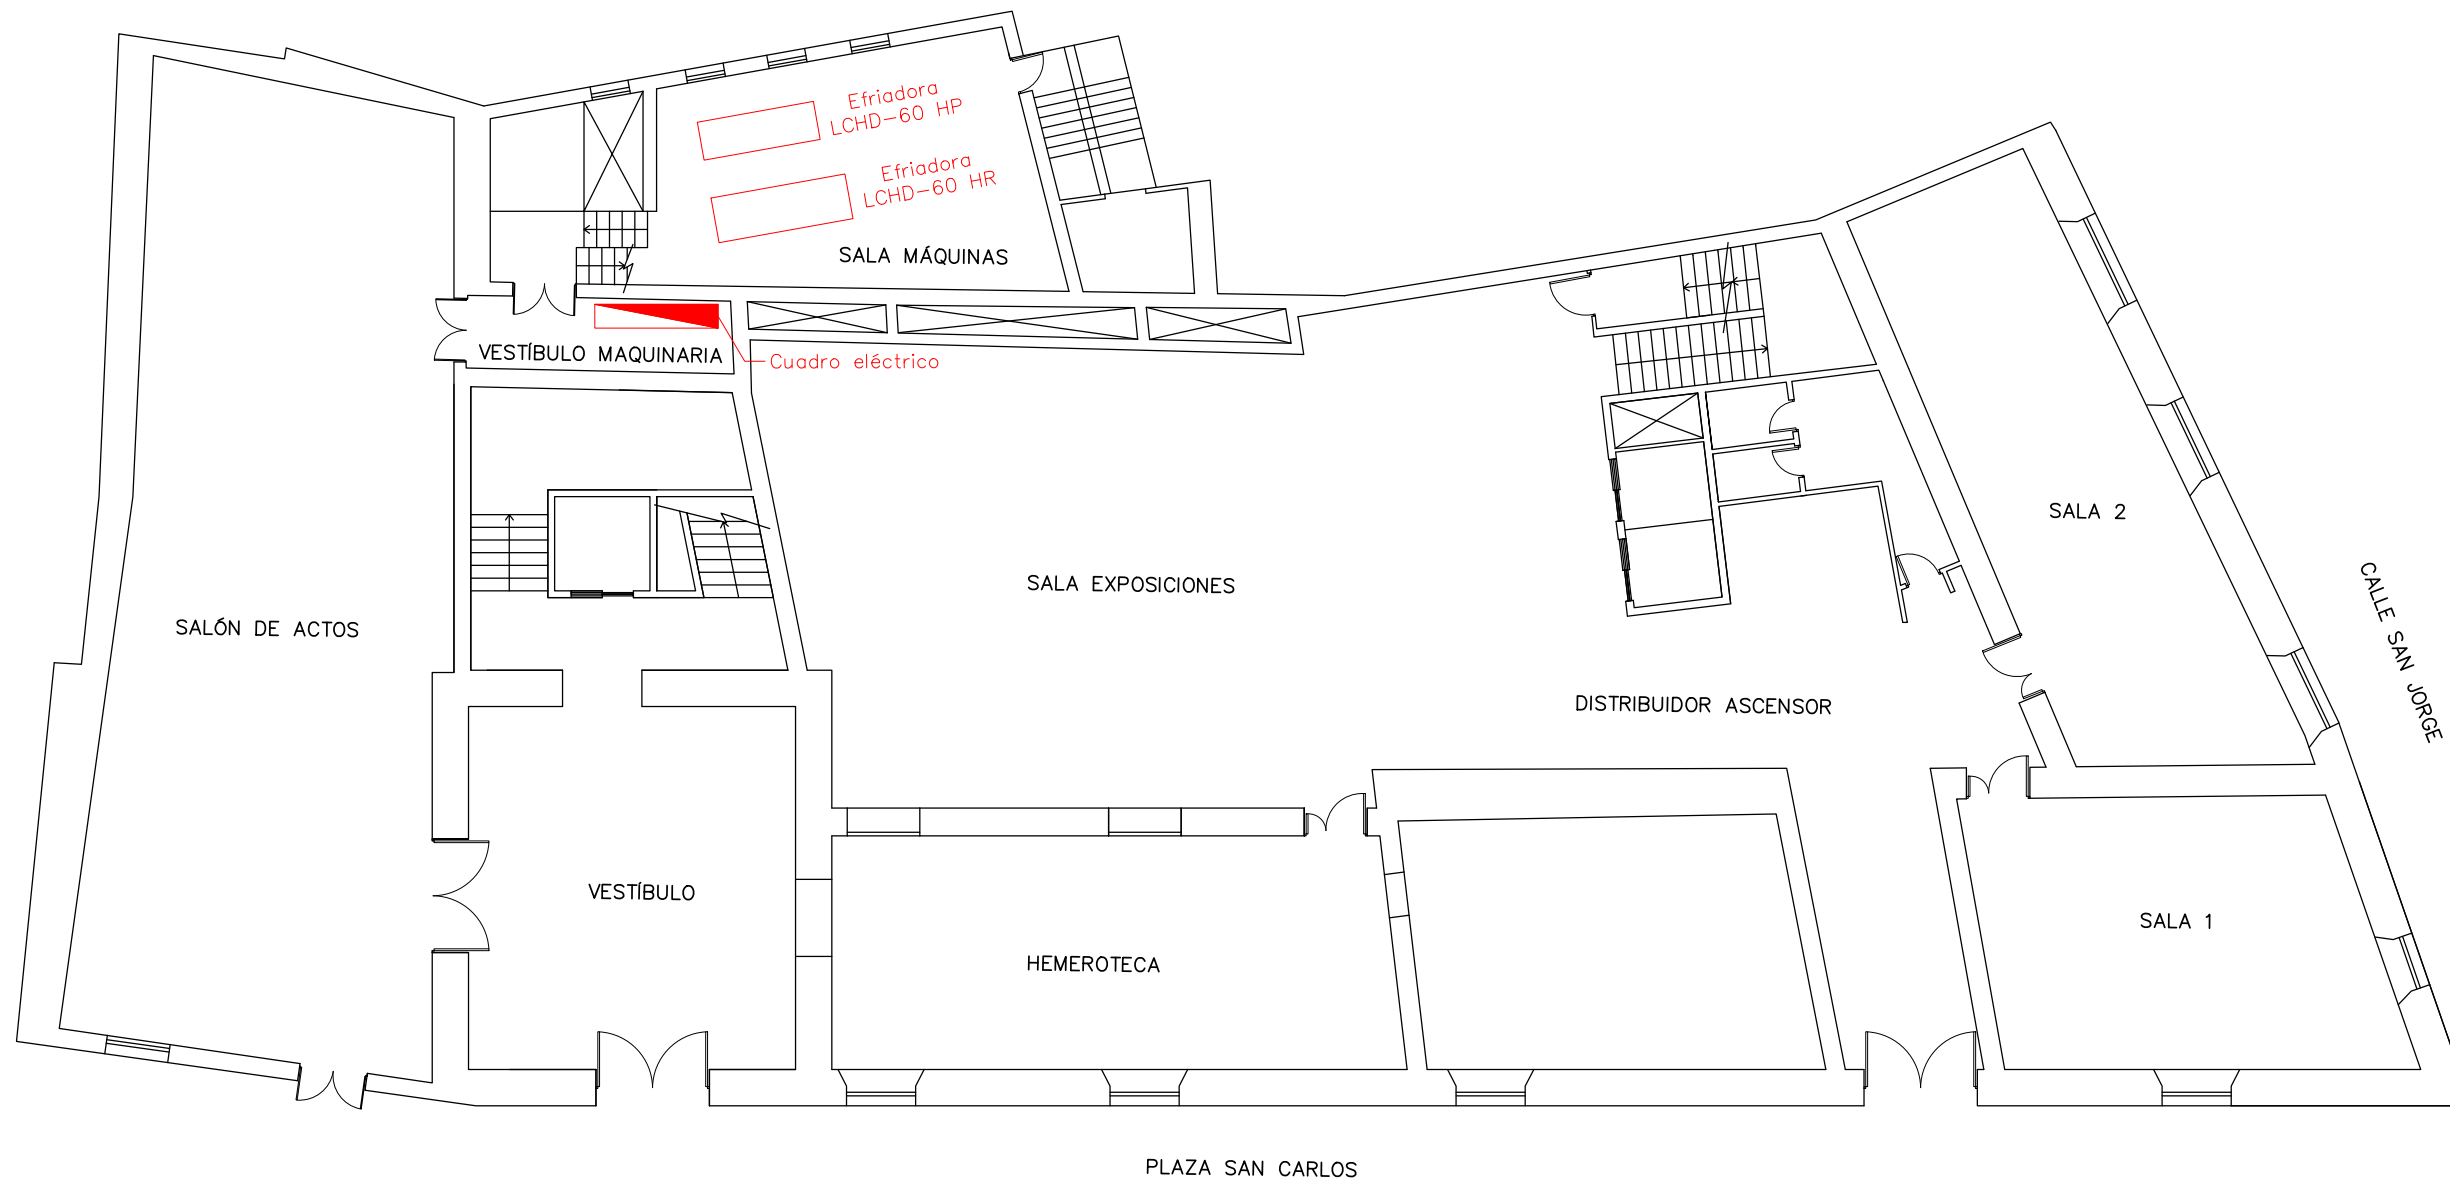 Efriadora
LCHD-60 HP
Efriadora
LCHD-60 HR
SALA MÁQUINAS
VESTÍBULO MAQUINARIA
Cuadro eléctrico
SALA 2
SALA EXPOSICIONES
CALLE SAN JORGE
SALÓN DE ACTOS
DISTRIBUIDOR ASCENSOR
VESTÍBULO
SALA 1
HEMEROTECA
PLAZA SAN CARLOS